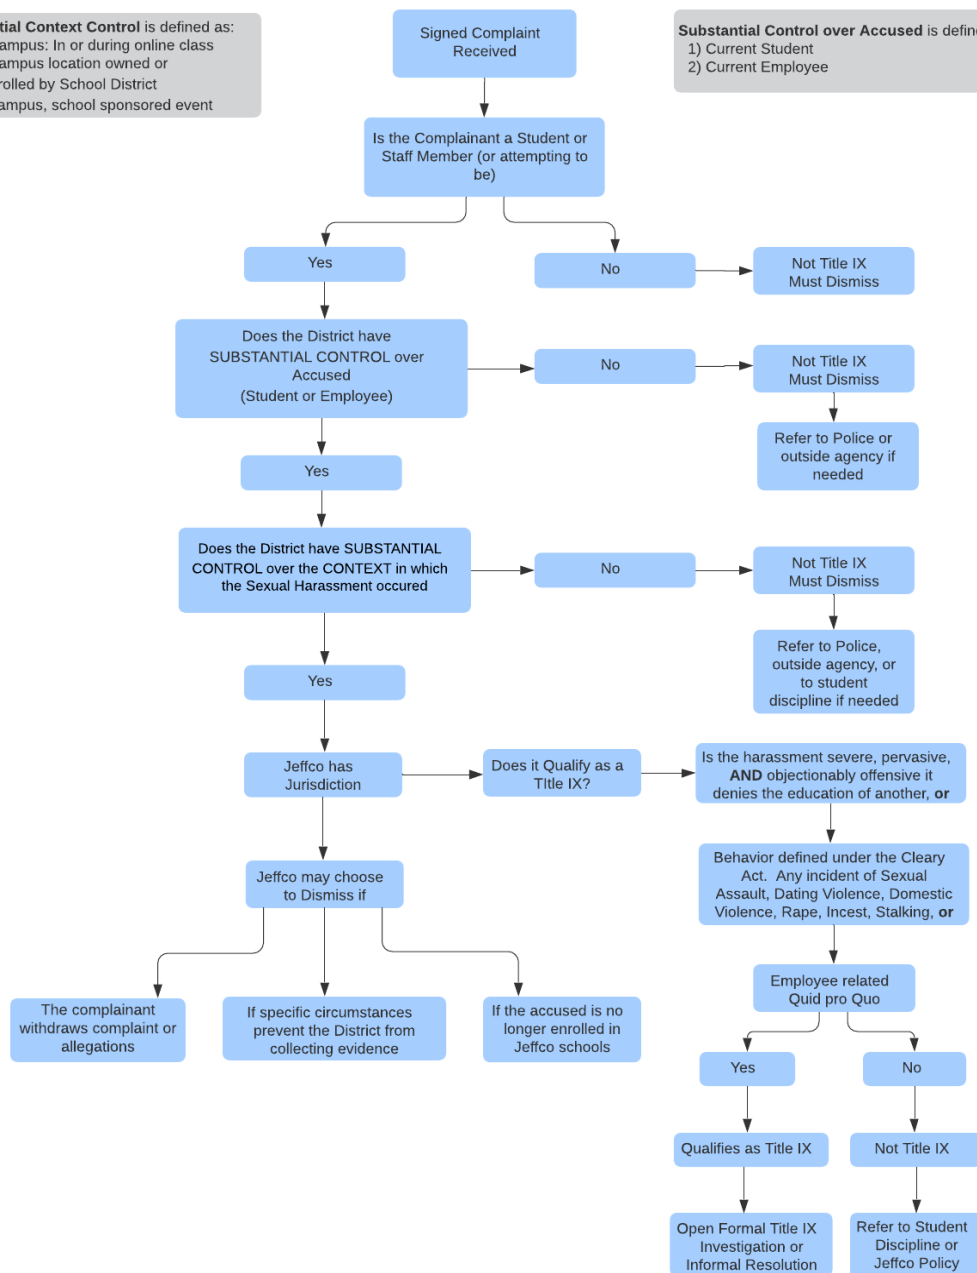 tial Context Control is defined as:
ampus: In or during online class
ampus location owned or
rolled by School District
ampus, school sponsored event
Signed Complaint
Received
Substantial Control over Accused is define
1) Current Student
2) Current Employee
Is the Complainant a Student or
Staff Member (or attempting to
be)
Yes
No
Not Title IX
Must Dismiss
Does the District have
SUBSTANTIAL CONTROL over
Accused
(Student or Employee)
No
Not Title IX
Must Dismiss
Refer to Police or
outside agency if
needed
Yes
Does the District have SUBSTANTIAL
CONTROL over the CONTEXT in which
the Sexual Harassment occured
No
Not Title IX
Must Dismiss
Refer to Police,
outside agency, or
to student
discipline if needed
Yes
Jeffco has
Jurisdiction
Does it Qualify as a
TItle IX?
Is the harassment severe, pervasive,
AND objectionably offensive it
denies the education of another, or
Behavior defined under the Cleary
Act. Any incident of Sexual
Assault, Dating Violence, Domestic
Violence, Rape, Incest, Stalking, or
Jeffco may choose
to Dismiss if
The complainant
withdraws complaint or
allegations
If specific circumstances
prevent the District from
collecting evidence
If the accused is no
longer enrolled in
Jeffco schools
Employee related
Quid pro Quo
Yes
No
Qualifies as Title IX
Not Title IX
Open Formal Title IX
Investigation or
Informal Resolution
Refer to Student
Discipline or
Jeffco Policy